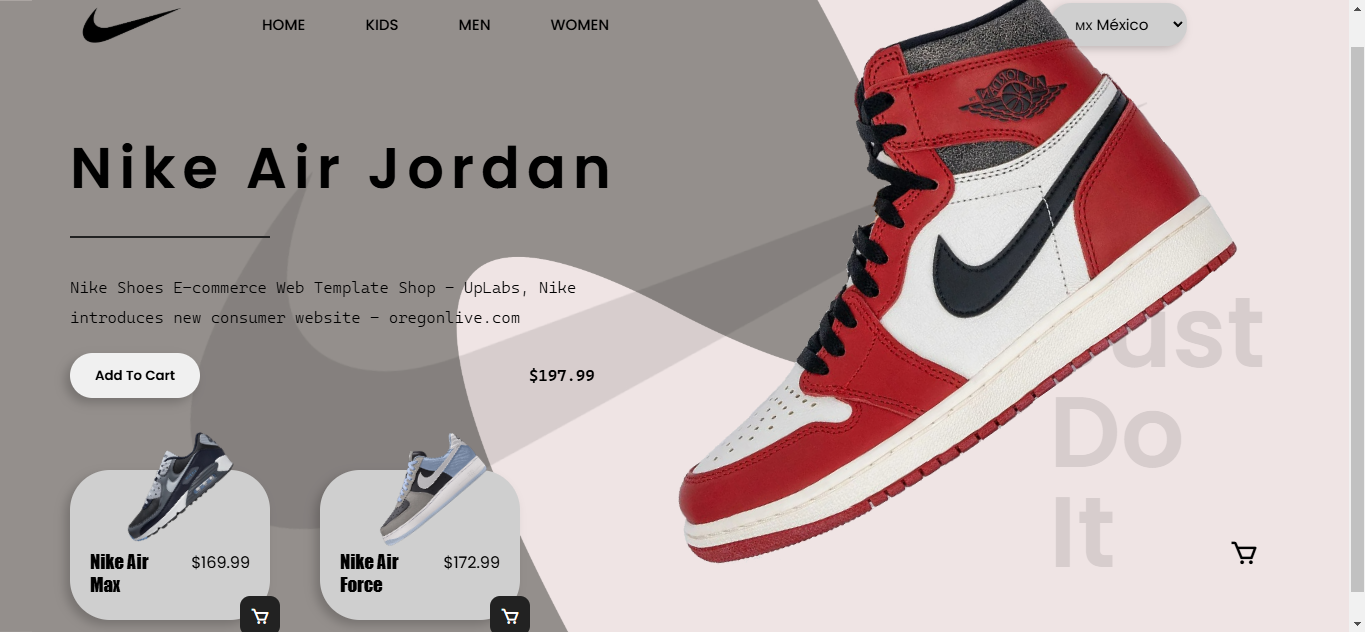 HOME KIDS MEN WOMEN
MX México
Nike Air Jordan
Nike Shoes E-commerce Web Template Shop - UpLabs, Nike
introduces new consumer website - oregonlive.com
Add To Cart
$197.99
ust
Do
It
Nike Air
Max
$169.99
Nike Air
Force
$172.99